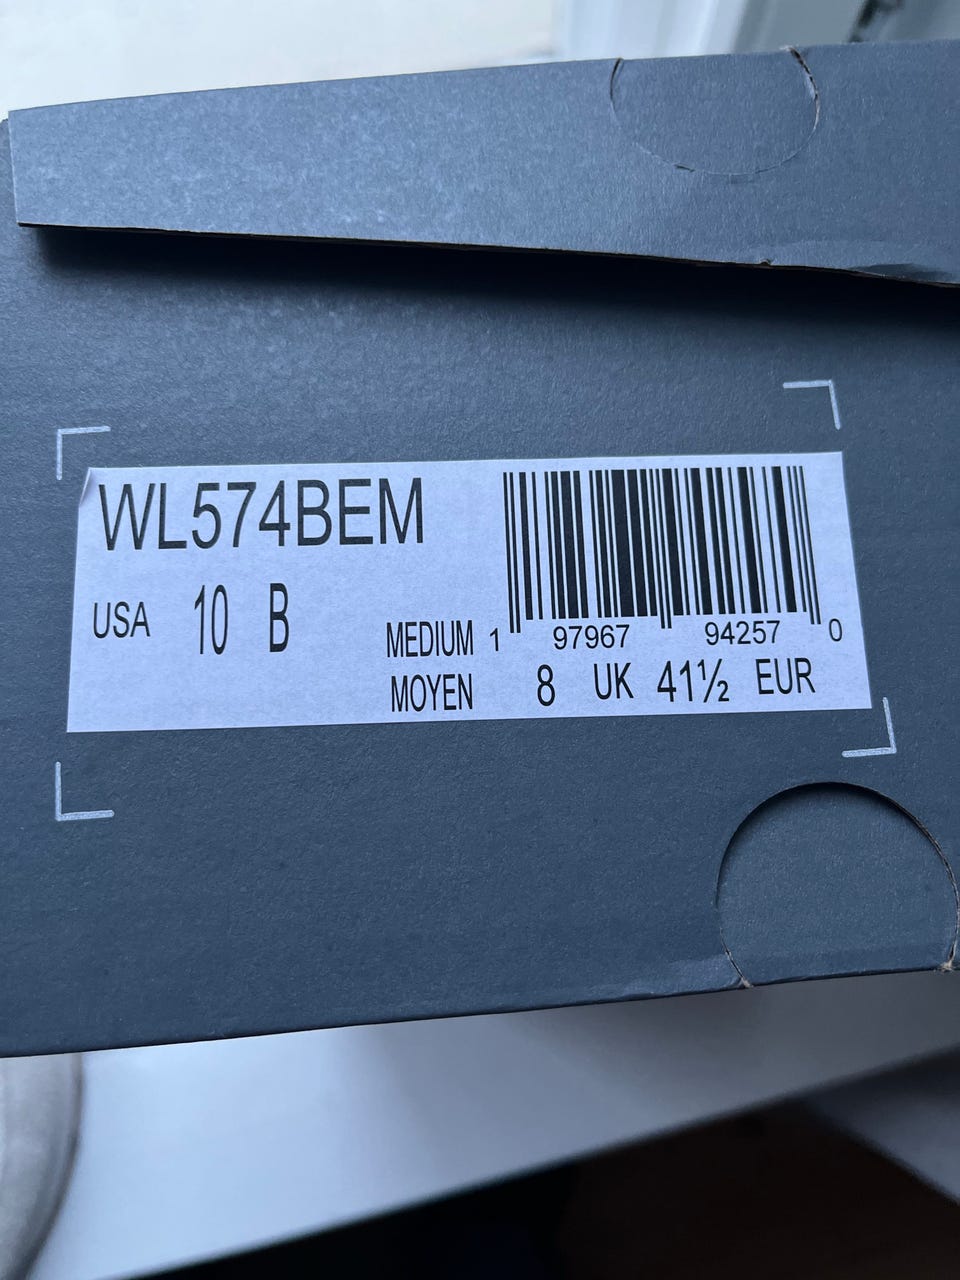 WL574BEM
USA 10 B
MEDIUM
MOYEN
1 97967 94257 0
8 UK 41½ EUR